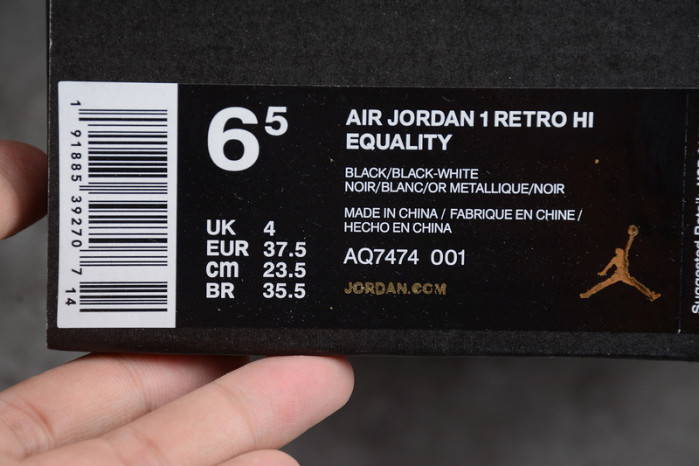 1 91885 39270 7 14
6⁵
UK 4
EUR 37.5
cm 23.5
BR 35.5
AIR JORDAN 1 RETRO HI
EQUALITY
BLACK/BLACK-WHITE
NOIR/BLANC/OR METALLIQUE/NOIR
MADE IN CHINA / FABRIQUE EN CHINE /
HECHO EN CHINA
AQ7474 001
JORDAN.COM